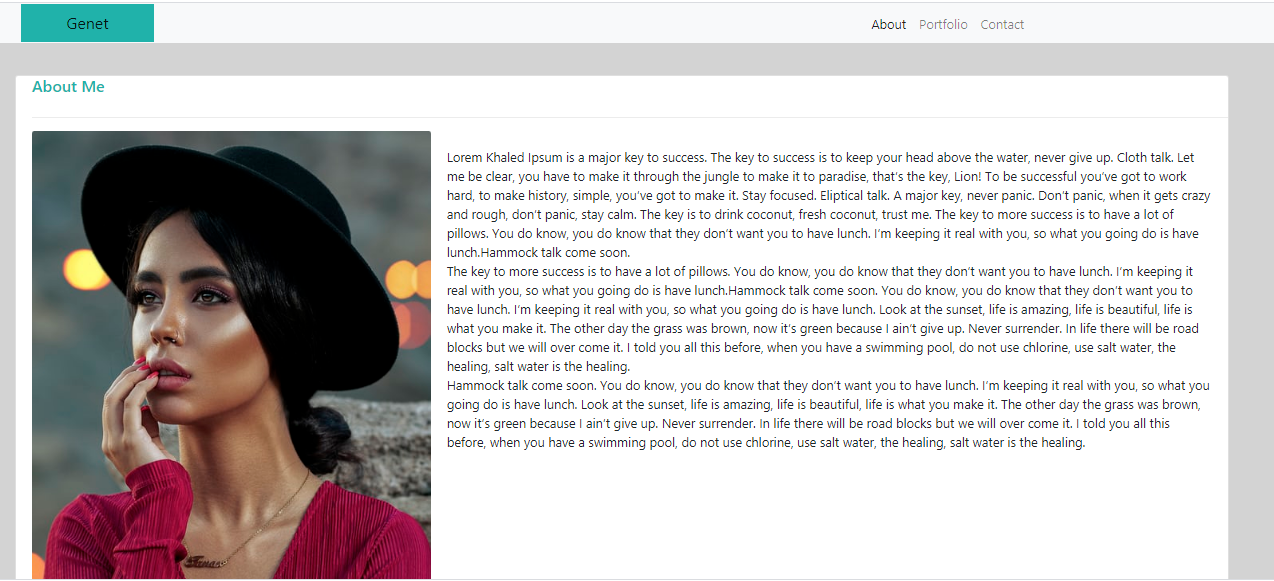 Genet
About Portfolio Contact
About Me
Lorem Khaled Ipsum is a major key to success. The key to success is to keep your head above the water, never give up. Cloth talk. Let
me be clear, you have to make it through the jungle to make it to paradise, that's the key, Lion! To be successful you've got to work
hard, to make history, simple, you've got to make it. Stay focused. Eliptical talk. A major key, never panic. Don't panic, when it gets crazy
and rough, don't panic, stay calm. The key is to drink coconut, fresh coconut, trust me. The key to more success is to have a lot of
pillows. You do know, you do know that they don't want you to have lunch. I'm keeping it real with you, so what you going do is have
lunch.Hammock talk come soon.
The key to more success is to have a lot of pillows. You do know, you do know that they don't want you to have lunch. I'm keeping it
real with you, so what you going do is have lunch.Hammock talk come soon. You do know, you do know that they don't want you to
have lunch. I'm keeping it real with you, so what you going do is have lunch. Look at the sunset, life is amazing, life is beautiful, life is
what you make it. The other day the grass was brown, now it's green because I ain't give up. Never surrender. In life there will be road
blocks but we will over come it. I told you all this before, when you have a swimming pool, do not use chlorine, use salt water, the
healing, salt water is the healing.
Hammock talk come soon. You do know, you do know that they don't want you to have lunch. I'm keeping it real with you, so what you
going do is have lunch. Look at the sunset, life is amazing, life is beautiful, life is what you make it. The other day the grass was brown,
now it's green because I ain't give up. Never surrender. In life there will be road blocks but we will over come it. I told you all this
before, when you have a swimming pool, do not use chlorine, use salt water, the healing, salt water is the healing.